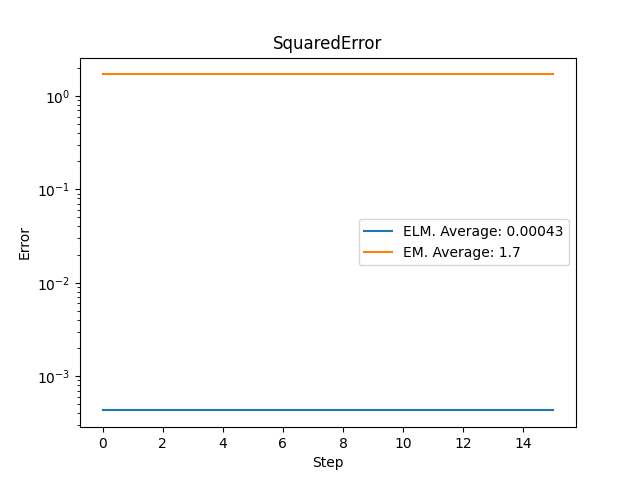 SquaredError
Error
10⁰
10⁻¹
10⁻²
10⁻³
ELM. Average: 0.00043
EM. Average: 1.7
0 2 4 6 8 10 12 14
Step